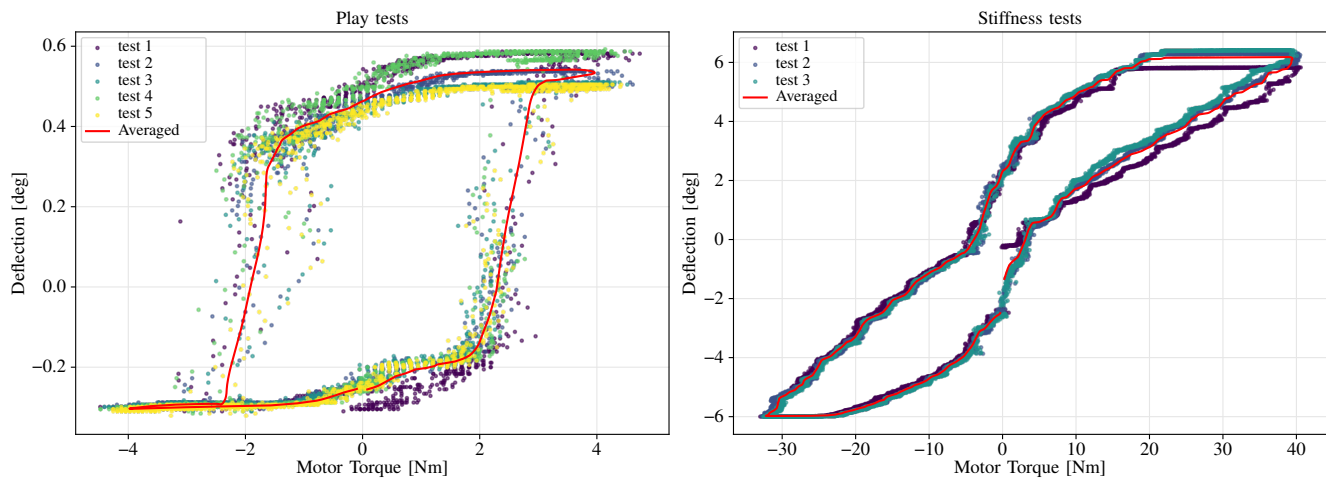 Play tests
test 1
test 2
test 3
test 4
test 5
Averaged
0.6
0.4
0.2
0.0
−0.2
Deflection [deg]
−4
−2
0
2
4
Motor Torque [Nm]
Stiffness tests
test 1
test 2
test 3
Averaged
6
4
2
0
−2
−4
−6
Deflection [deg]
−30
−20
−10
0
10
20
30
40
Motor Torque [Nm]